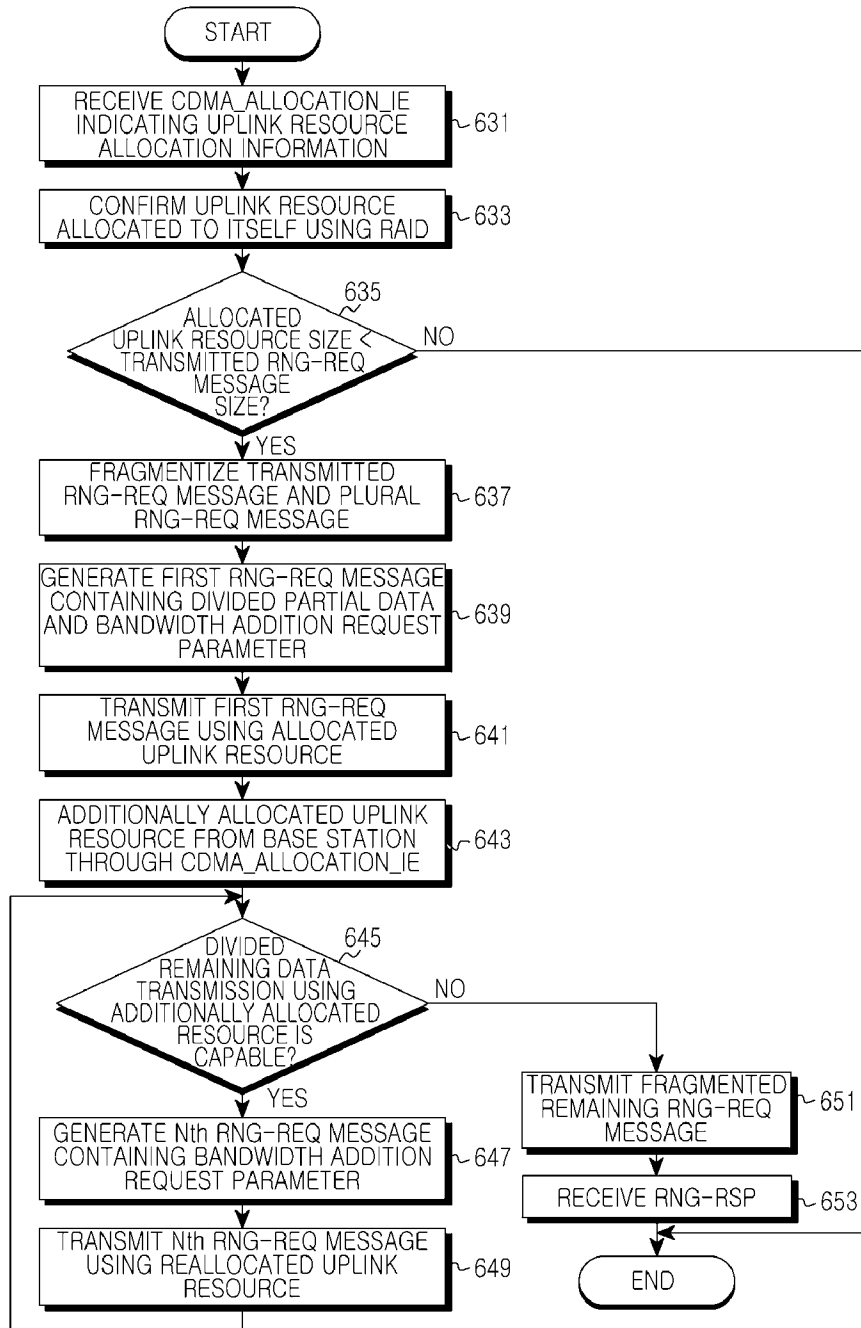 START
RECEIVE CDMA_ALLOCATION_IE
INDICATING UPLINK RESOURCE
ALLOCATION INFORMATION
631
CONFIRM UPLINK RESOURCE
ALLOCATED TO ITSELF USING RAID
633
635
ALLOCATED
UPLINK RESOURCE SIZE <
TRANSMITTED RNG-REQ
MESSAGE
SIZE?
NO
YES
FRAGMENTIZE TRANSMITTED
RNG-REQ MESSAGE AND PLURAL
RNG-REQ MESSAGE
637
GENERATE FIRST RNG-REQ MESSAGE
CONTAINING DIVIDED PARTIAL DATA
AND BANDWIDTH ADDITION REQUEST
PARAMETER
639
TRANSMIT FIRST RNG-REQ
MESSAGE USING ALLOCATED
UPLINK RESOURCE
641
ADDITIONALLY ALLOCATED UPLINK
RESOURCE FROM BASE STATION
THROUGH CDMA_ALLOCATION_IE
643
645
DIVIDED
REMAINING DATA
TRANSMISSION USING
ADDITIONALLY ALLOCATED
RESOURCE IS
CAPABLE?
NO
YES
GENERATE Nth RNG-REQ MESSAGE
CONTAINING BANDWIDTH ADDITION
REQUEST PARAMETER
647
TRANSMIT Nth RNG-REQ MESSAGE
USING REALLOCATED UPLINK
RESOURCE
649
TRANSMIT FRAGMENTED
REMAINING RNG-REQ
MESSAGE
651
RECEIVE RNG-RSP
653
END